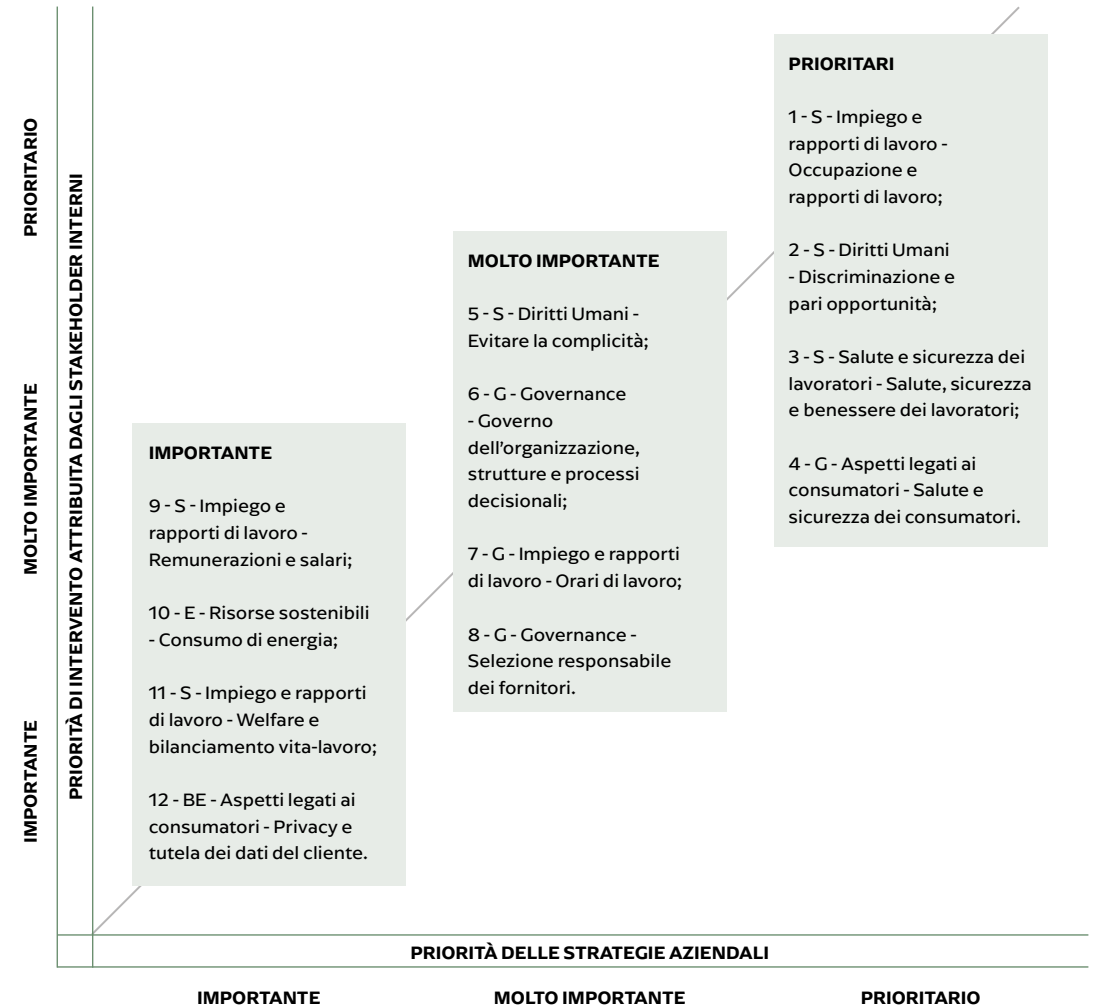 PRIORITARIO
MOLTO IMPORTANTE
IMPORTANTE
PRIORITÀ DI INTERVENTO ATTRIBUITA DAGLI STAKEHOLDER INTERNI
IMPORTANTE
9 - S - Impiego e
rapporti di lavoro -
Remunerazioni e salari;
10 - E - Risorse sostenibili
- Consumo di energia;
11 - S - Impiego e rapporti
di lavoro - Welfare e
bilanciamento vita-lavoro;
12 - BE - Aspetti legati ai
consumatori - Privacy e
tutela dei dati del cliente.
MOLTO IMPORTANTE
5 - S - Diritti Umani -
Evitare la complicità;
6 - G - Governance
- Governo
dell’organizzazione,
strutture e processi
decisionali;
7 - G - Impiego e rapporti
di lavoro - Orari di lavoro;
8 - G - Governance -
Selezione responsabile
dei fornitori.
PRIORITARI
1 - S - Impiego e
rapporti di lavoro -
Occupazione e
rapporti di lavoro;
2 - S - Diritti Umani
- Discriminazione e
pari opportunità;
3 - S - Salute e sicurezza dei
lavoratori - Salute, sicurezza
e benessere dei lavoratori;
4 - G - Aspetti legati ai
consumatori - Salute e
sicurezza dei consumatori.
PRIORITÀ DELLE STRATEGIE AZIENDALI
IMPORTANTE
MOLTO IMPORTANTE
PRIORITARIO